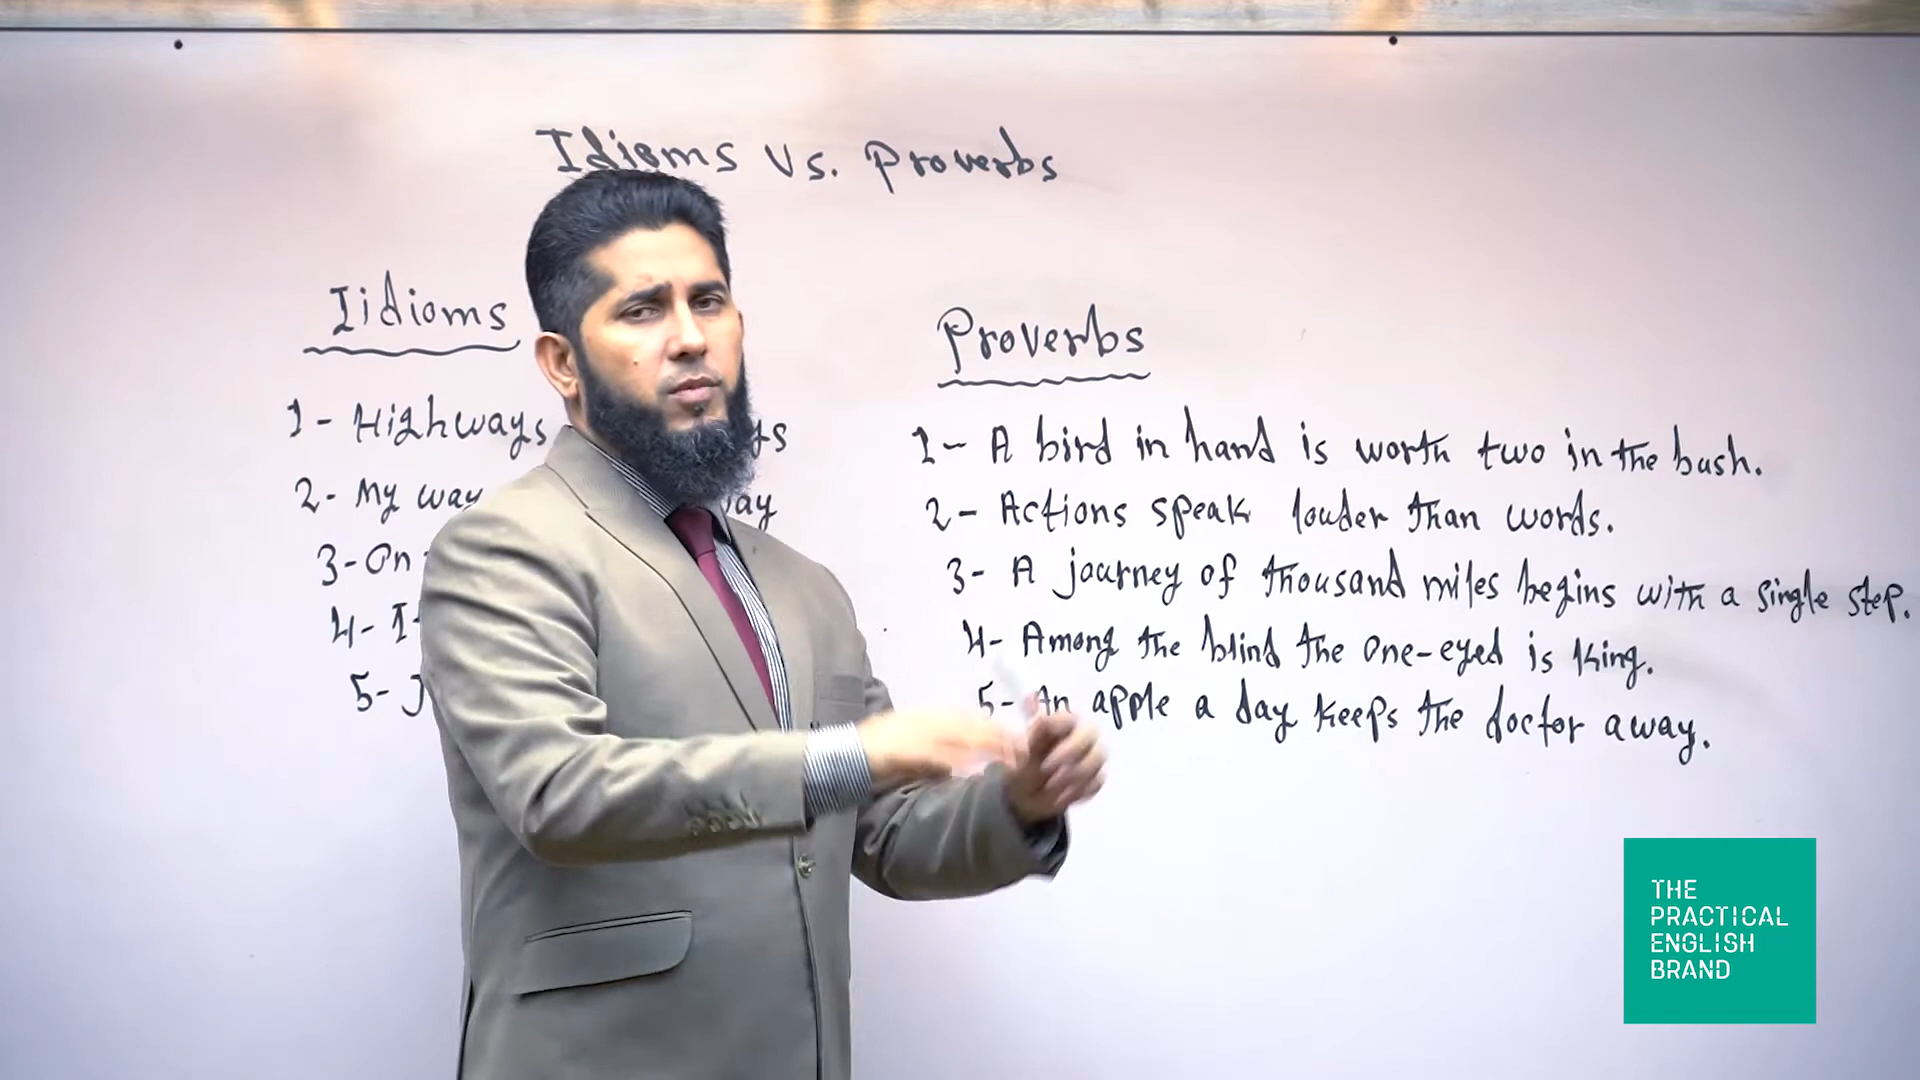 Idioms Vs. Proverbs
Iidioms
1- Highways
2- My way
3- On
4-
5-
Proverbs
1- A bird in hand is worth two in the bush.
2- Actions speak louder than words.
3- A journey of thousand miles begins with a single step.
4- Among the blind the one-eyed is king.
5- An apple a day keeps the doctor away.
THE
PRACTICAL
ENGLISH
BRAND